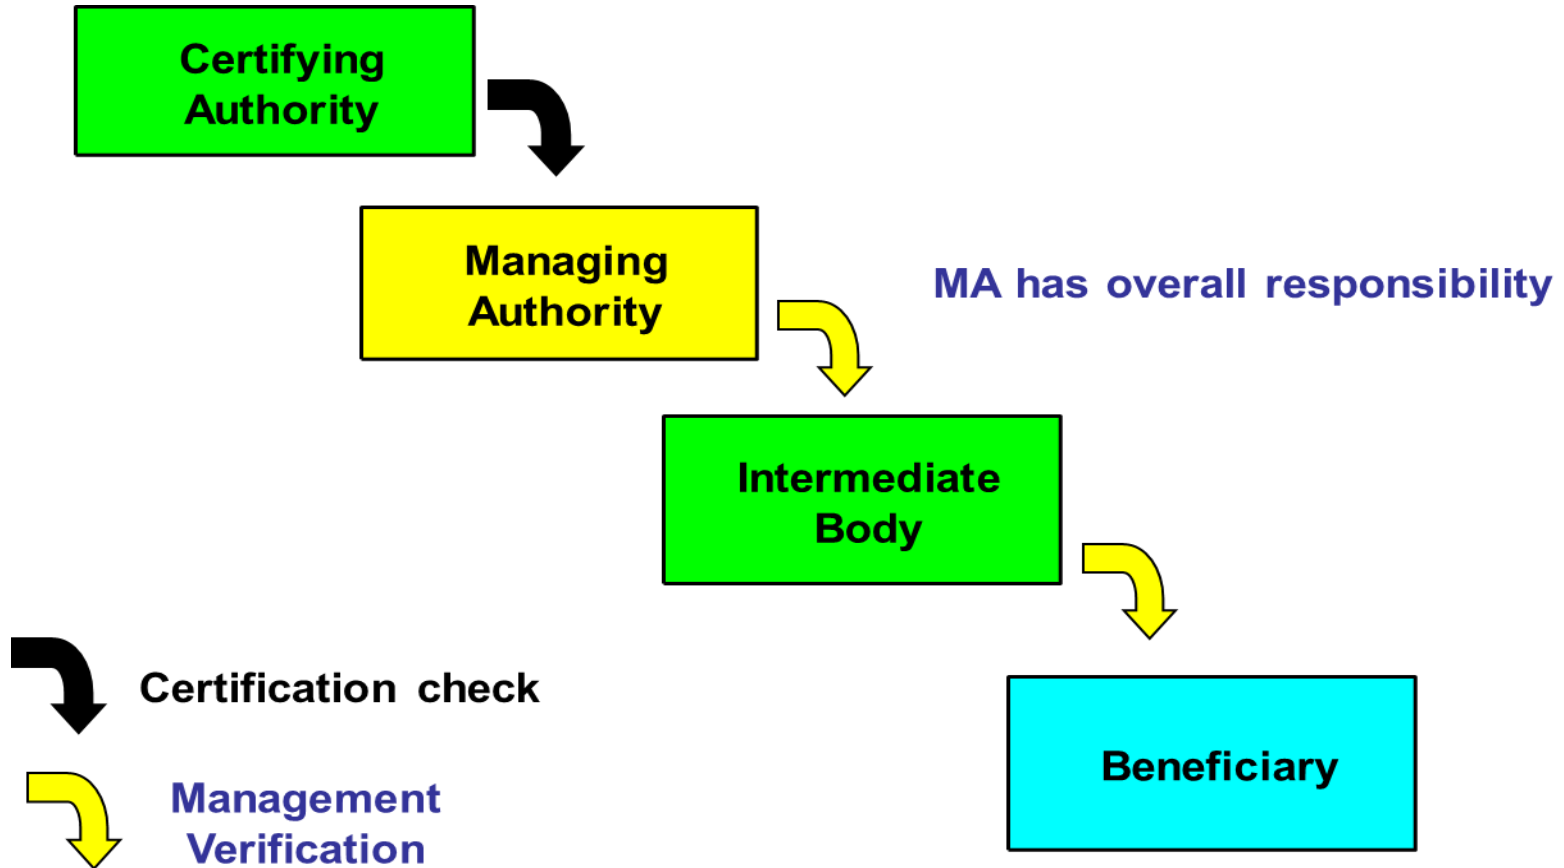 Certifying
Authority
Managing
Authority
MA has overall responsibility
Intermediate
Body
Certification check
Beneficiary
Management
Verification